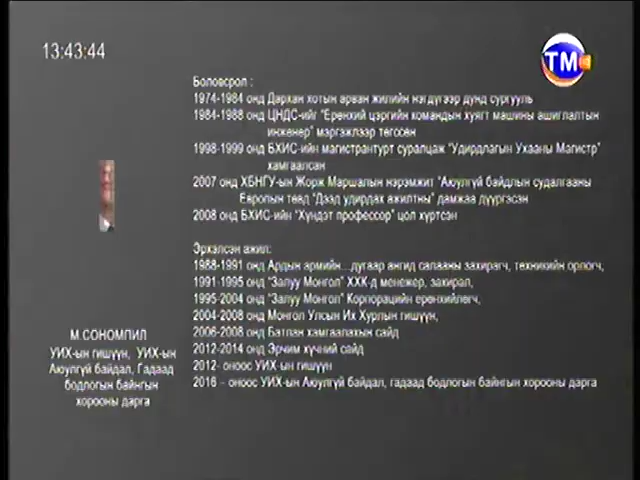 13:43:44
ТМ
Боловсрол :
1974-1984 онд Дархан хотын арван жилийн нэгдүгээр дунд сургууль
1984-1988 онд ЦНДС-ийг "Ерөнхий цэргийн командын хуягт машины ашиглалтын
инженер" мэргэжлээр төгссөн
1998-1999 онд БХИС-ийн магистрантурт суралцаж "Удирдлагын Ухааны Магистр"
хамгаалсан
2007 онд ХБНГУ-ын Жорж Маршалын нэрэмжит "Аюулгүй байдлын судалгааны
Европын төвд "Дээд удирдах ажилтны" дамжаа дүүргэсэн
2008 онд БХИС-ийн "Хүндэт профессор" цол хүртсэн
Эрхэлсэн ажил:
1988-1991 онд Ардын армийн...дугаар ангид салааны захирагч, техникийн орлогч,
1991-1995 онд "Залуу Монгол" ХХК-д менежер, захирал,
1995-2004 онд "Залуу Монгол" Корпорацийн ерөнхийлөгч,
2004-2008 онд Монгол Улсын Их Хурлын гишүүн,
2006-2008 онд Батлан хамгаалахын сайд
2012-2014 онд Эрчим хүчний сайд
2012- оноос УИХ-ын гишүүн
2016 – оноос УИХ-ын Аюулгүй байдал, гадаад бодлогын байнгын хорооны дарга
М.СОНОМПИЛ
УИХ-ын гишүүн, УИХ-ын
Аюулгүй байдал, Гадаад
бодлогын байнгын
хорооны дарга